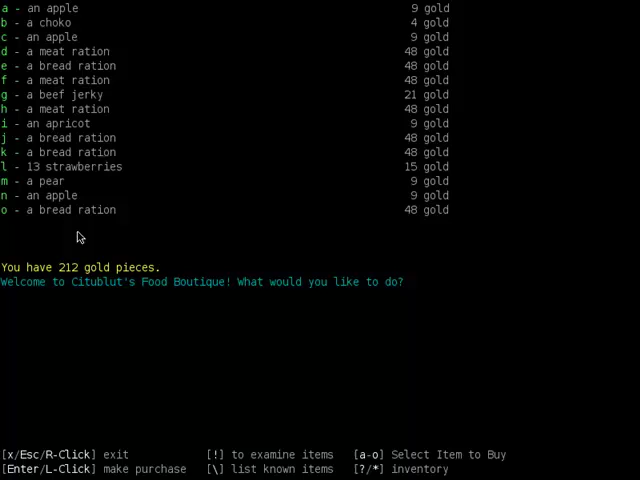 a - an apple 9 gold
b - a choko 4 gold
c - an apple 9 gold
d - a meat ration 48 gold
e - a bread ration 48 gold
f - a meat ration 48 gold
g - a beef jerky 21 gold
h - a meat ration 48 gold
i - an apricot 9 gold
j - a bread ration 48 gold
k - a bread ration 48 gold
l - 13 strawberries 15 gold
m - a pear 9 gold
n - an apple 9 gold
o - a bread ration 48 gold
You have 212 gold pieces.
Welcome to Citublut's Food Boutique! What would you like to do?
[x/Esc/R-Click] exit [!] to examine items [a-o] Select Item to Buy
[Enter/L-Click] make purchase [\] list known items [?/*] inventory